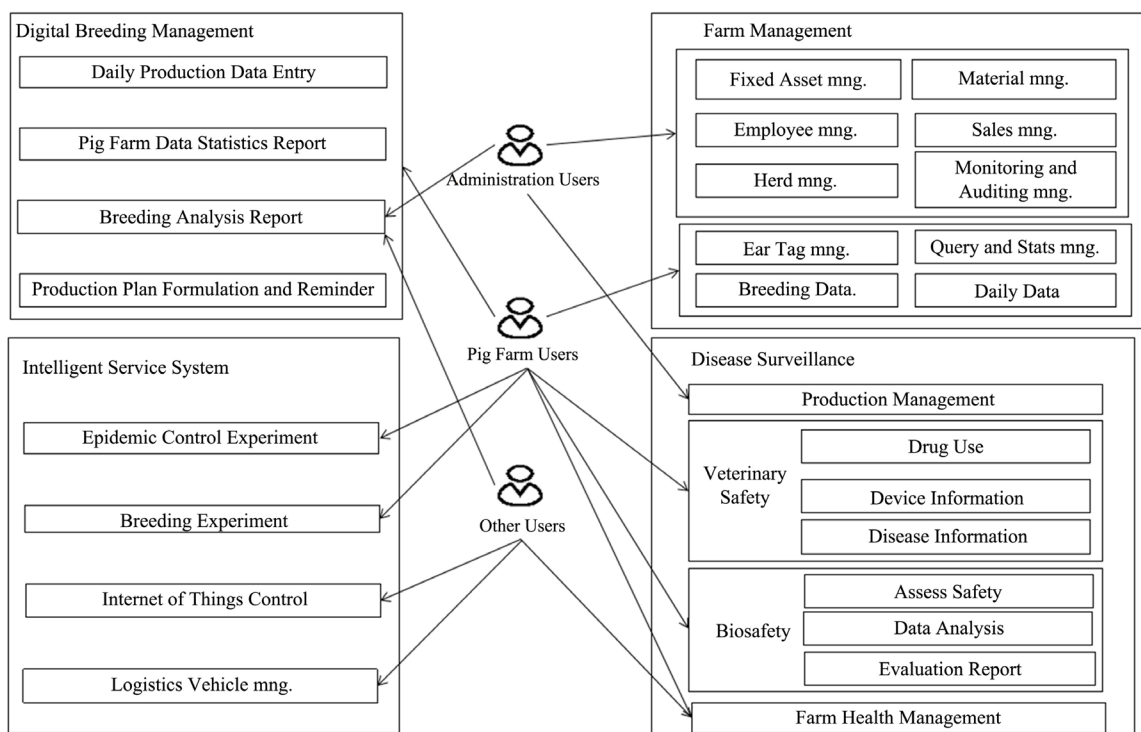 Digital Breeding Management
Daily Production Data Entry
Pig Farm Data Statistics Report
Breeding Analysis Report
Production Plan Formulation and Reminder
Intelligent Service System
Epidemic Control Experiment
Breeding Experiment
Internet of Things Control
Logistics Vehicle mng.
Administration Users
Pig Farm Users
Other Users
Farm Management
Fixed Asset mng.
Material mng.
Employee mng.
Sales mng.
Herd mng.
Monitoring and
Auditing mng.
Ear Tag mng.
Query and Stats mng.
Breeding Data.
Daily Data
Disease Surveillance
Production Management
Veterinary
Safety
Drug Use
Device Information
Disease Information
Biosafety
Assess Safety
Data Analysis
Evaluation Report
Farm Health Management